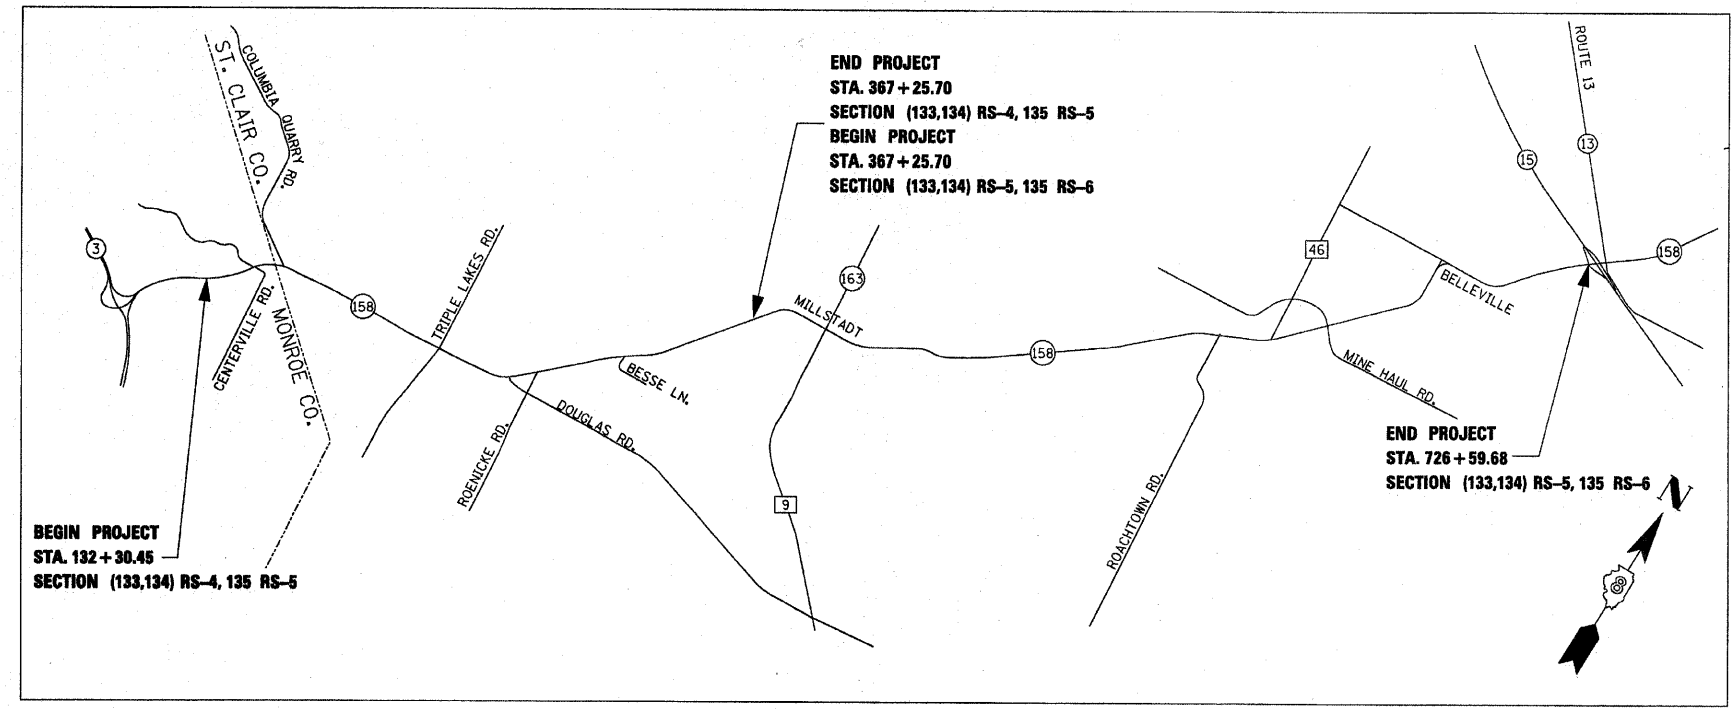 END PROJECT
STA. 367+25.70
SECTION (133,134) RS-4, 135 RS-5
BEGIN PROJECT
STA. 367+25.70
SECTION (133,134) RS-5, 135 RS-6
ST. CLAIR CO.
COLUMBIA QUARRY RD.
ROUTE 13
13
15
3
158
TRIPLE LAKES RD.
163
46
158
CENTERVILLE RD.
MONROE CO.
MILLSTADT
BELLEVILLE
158
BESSE LN.
MINE HAUL RD.
DOUGLAS RD.
ROENICKE RD.
9
ROACHTOWN RD.
END PROJECT
STA. 726+59.68
SECTION (133,134) RS-5, 135 RS-6
N
8
BEGIN PROJECT
STA. 132+30.45
SECTION (133,134) RS-4, 135 RS-5